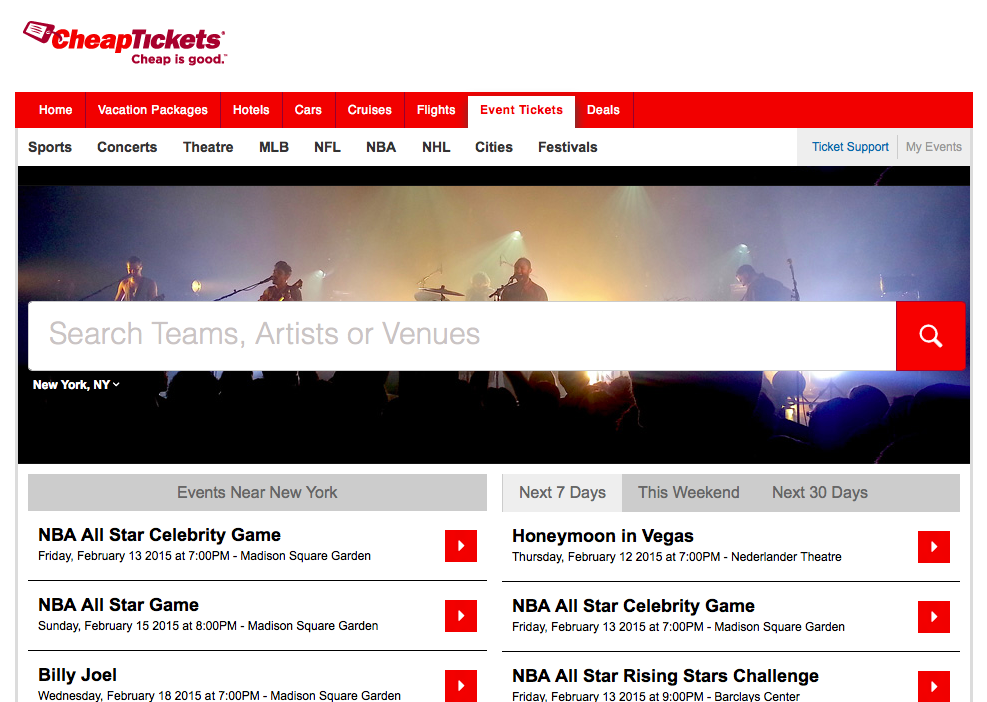 CheapTickets®
Cheap is good.™
Home Vacation Packages Hotels Cars Cruises Flights Event Tickets Deals
Sports Concerts Theatre MLB NFL NBA NHL Cities Festivals Ticket Support My Events
Search Teams, Artists or Venues
New York, NY
Events Near New York
NBA All Star Celebrity Game
Friday, February 13 2015 at 7:00PM - Madison Square Garden
NBA All Star Game
Sunday, February 15 2015 at 8:00PM - Madison Square Garden
Billy Joel
Wednesday, February 18 2015 at 7:00PM - Madison Square Garden
Next 7 Days This Weekend Next 30 Days
Honeymoon in Vegas
Thursday, February 12 2015 at 7:00PM - Nederlander Theatre
NBA All Star Celebrity Game
Friday, February 13 2015 at 7:00PM - Madison Square Garden
NBA All Star Rising Stars Challenge
Friday, February 13 2015 at 9:00PM - Barclays Center